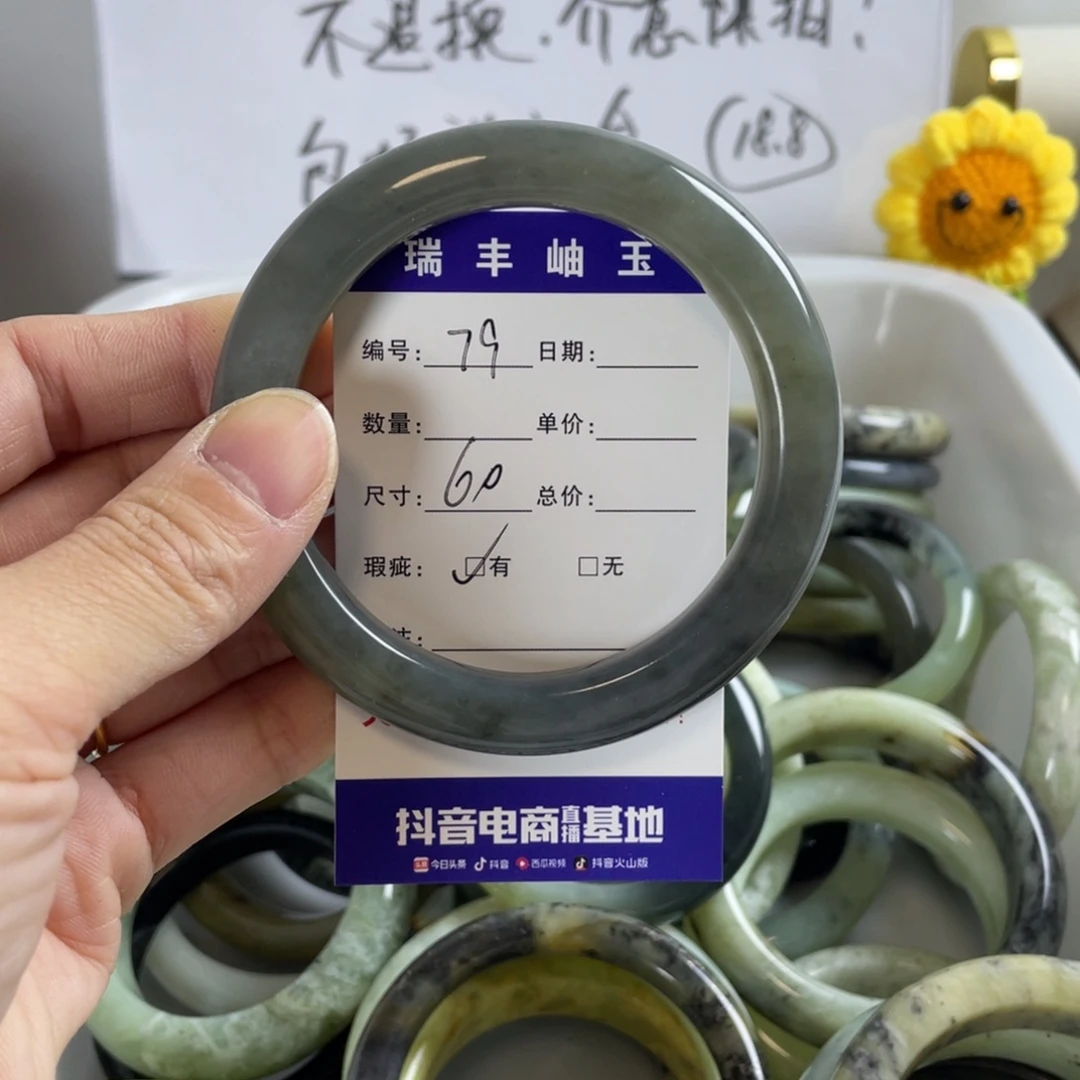 不退换.介意慎拍!
包
18.8
瑞丰岫玉
编号: 79 日期:
数量: 单价:
尺寸: 60 总价:
瑕疵: ☑有 □无
抖音电商直播基地
今日头条 抖音 西瓜视频 抖音火山版